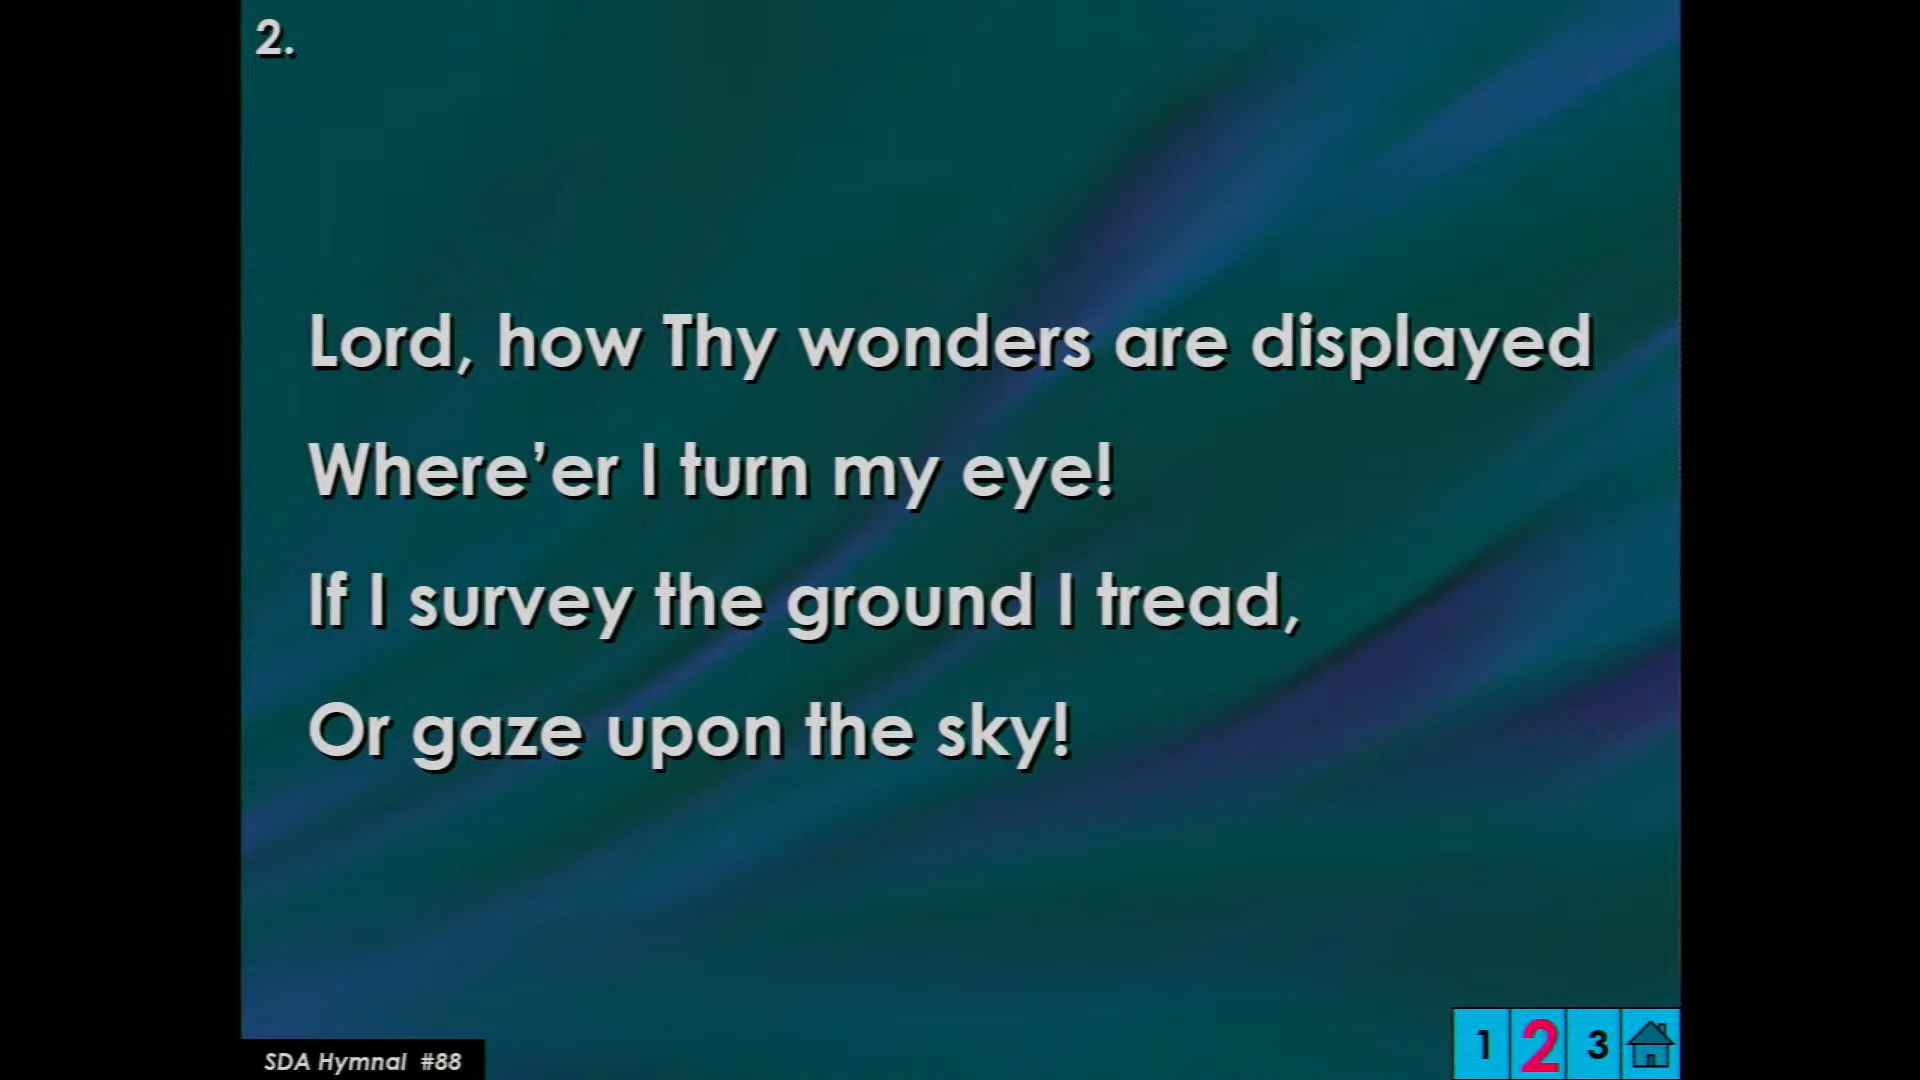 2.
Lord, how Thy wonders are displayed
Where’er I turn my eye!
If I survey the ground I tread,
Or gaze upon the sky!
SDA Hymnal #88
1 2 3